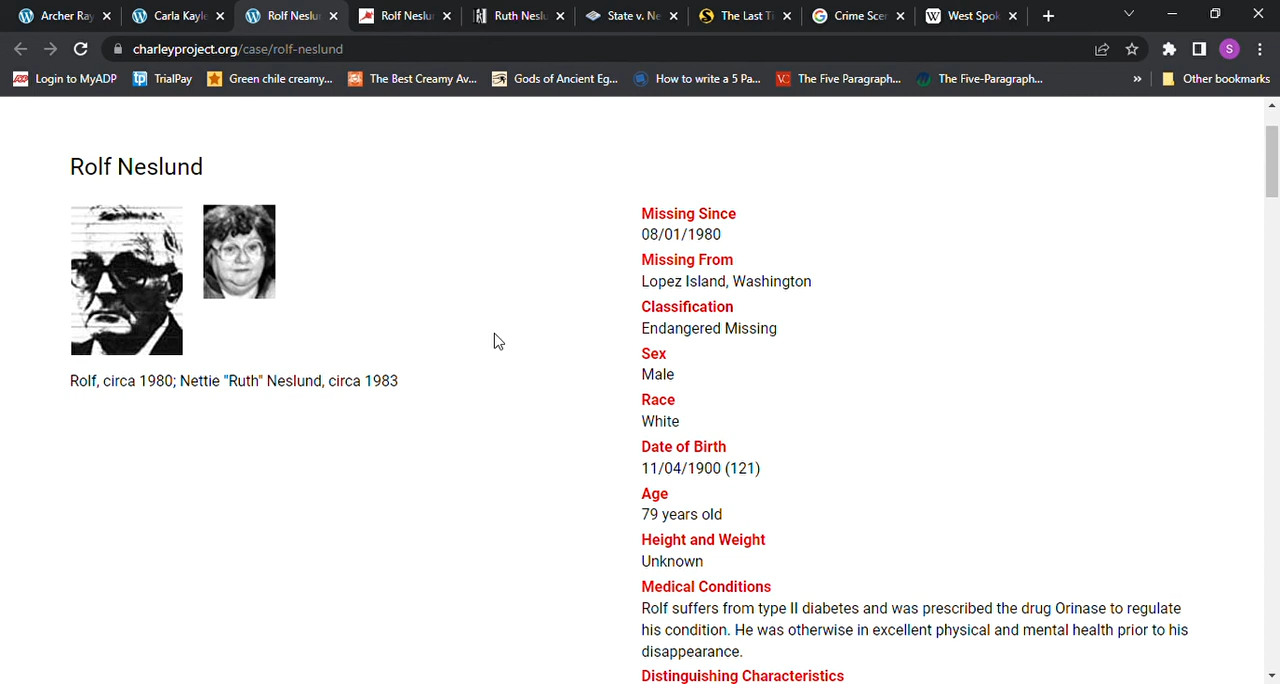 Archer Ray
Carla Kayle
Rolf Neslun
Rolf Neslun
Ruth Neslu
State v. Ne
The Last Ti
Crime Scen
West Spok
charleyproject.org/case/rolf-neslund
S
Login to MyADP
TrialPay
Green chile creamy...
The Best Creamy Av...
Gods of Ancient Eg...
How to write a 5 Pa...
The Five Paragraph...
The Five-Paragraph...
»
Other bookmarks
Rolf Neslund
Rolf, circa 1980; Nettie "Ruth" Neslund, circa 1983
Missing Since
08/01/1980
Missing From
Lopez Island, Washington
Classification
Endangered Missing
Sex
Male
Race
White
Date of Birth
11/04/1900 (121)
Age
79 years old
Height and Weight
Unknown
Medical Conditions
Rolf suffers from type II diabetes and was prescribed the drug Orinase to regulate
his condition. He was otherwise in excellent physical and mental health prior to his
disappearance.
Distinguishing Characteristics